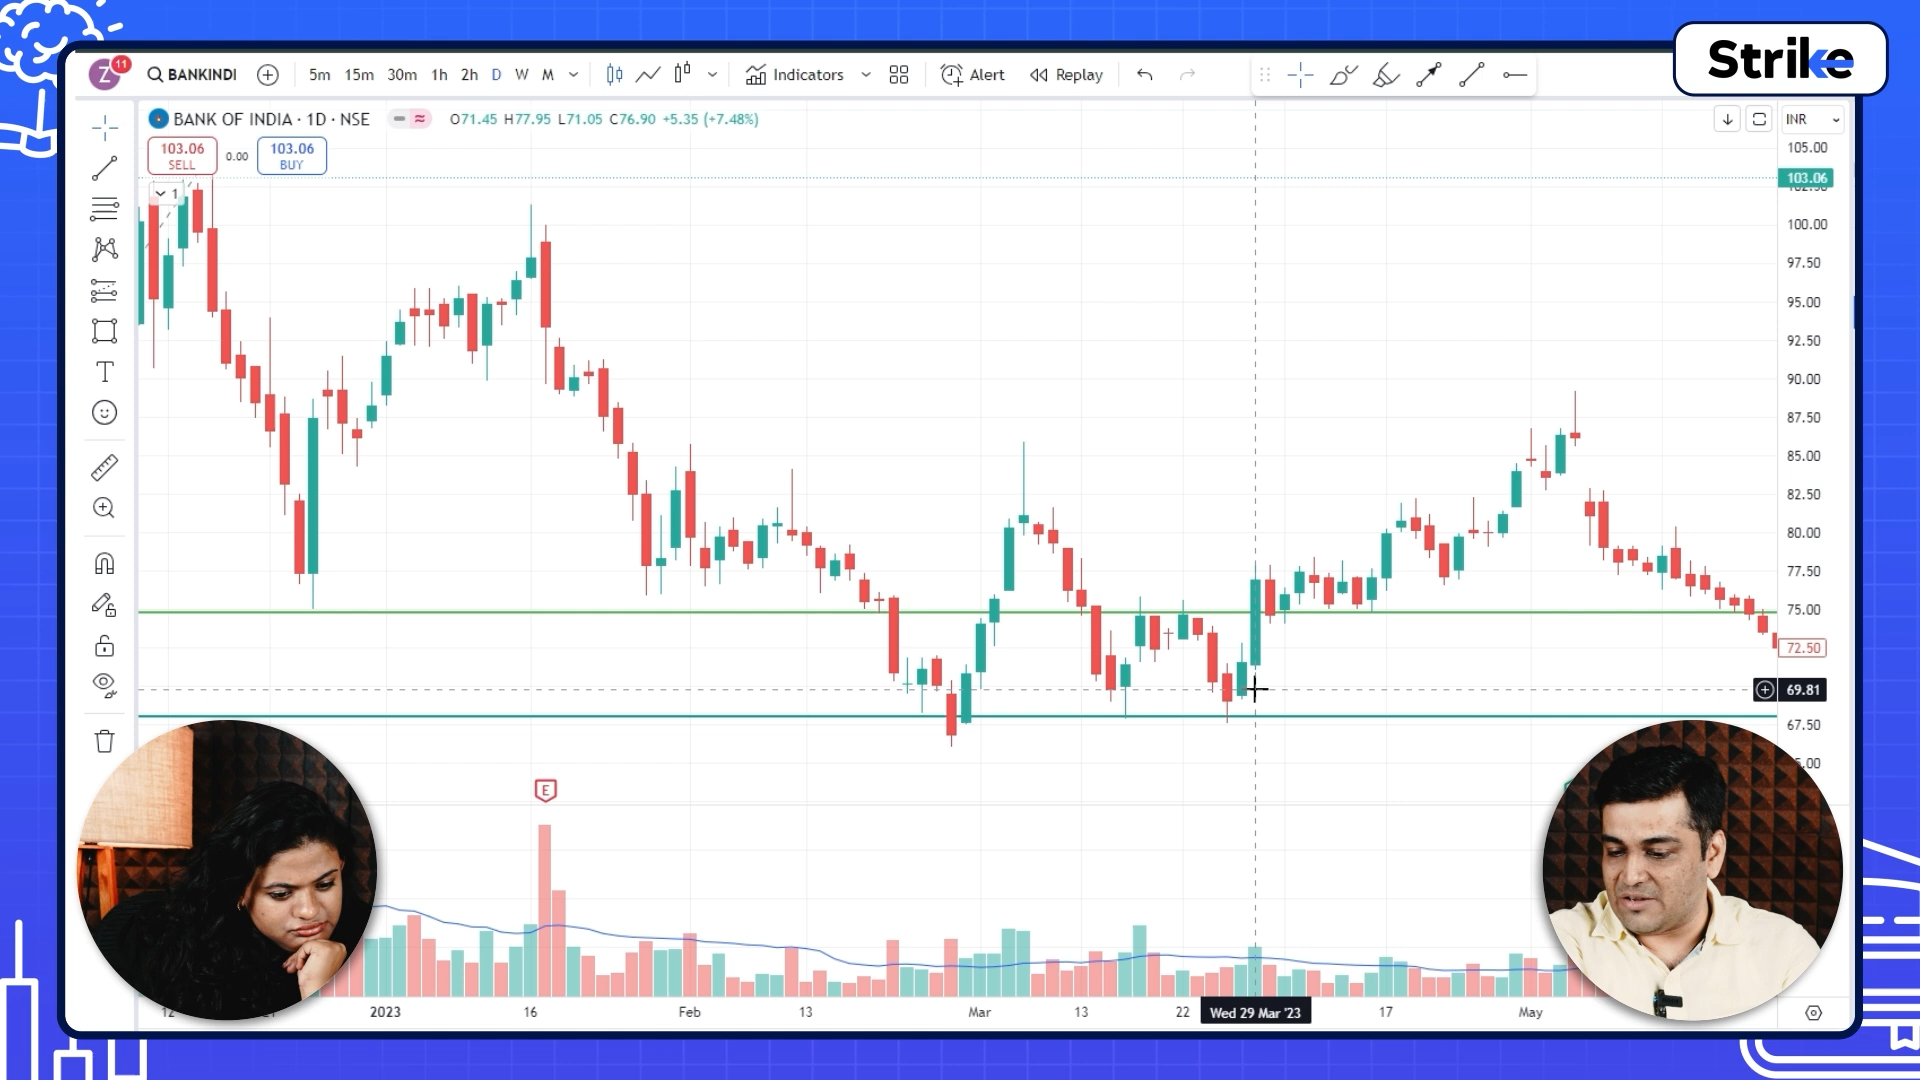 Strike
Z 11 BANKINDI 5m 15m 30m 1h 2h D W M Indicators Alert Replay
BANK OF INDIA · 1D · NSE O71.45 H77.95 L71.05 C76.90 +5.35 (+7.48%) INR
103.06 SELL 0.00 103.06 BUY
1
105.00
103.06
100.00
97.50
95.00
92.50
90.00
87.50
85.00
82.50
80.00
77.50
75.00
72.50
69.81
67.50
E
12 2023 16 Feb 13 Mar 13 22 Wed 29 Mar '23 17 May